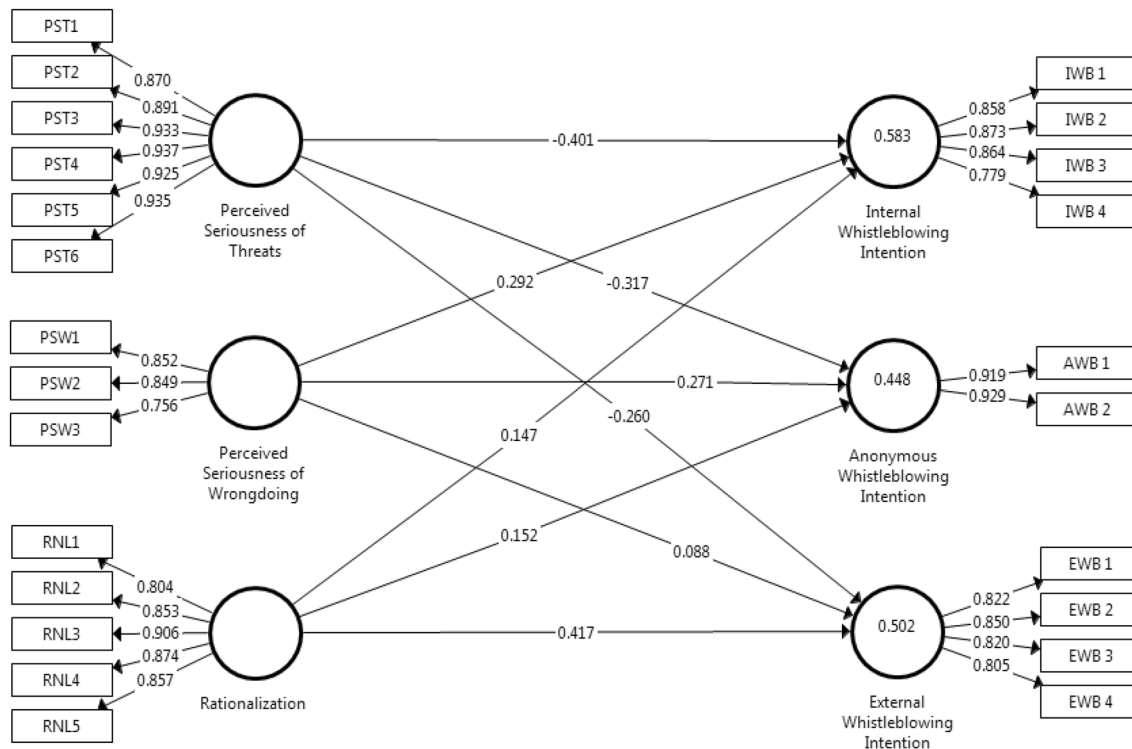 PST1
PST2
PST3
PST4
PST5
PST6
0.870
0.891
0.933
0.937
0.925
0.935
Perceived
Seriousness of
Threats
PSW1
PSW2
PSW3
0.852
0.849
0.756
Perceived
Seriousness of
Wrongdoing
RNL1
RNL2
RNL3
RNL4
RNL5
0.804
0.853
0.906
0.874
0.857
Rationalization
-0.401
0.292
-0.317
0.271
-0.260
0.147
0.152
0.088
0.417
0.583
Internal
Whistleblowing
Intention
0.858
0.873
0.864
0.779
IWB 1
IWB 2
IWB 3
IWB 4
0.448
Anonymous
Whistleblowing
Intention
0.919
0.929
AWB 1
AWB 2
0.502
External
Whistleblowing
Intention
0.822
0.850
0.820
0.805
EWB 1
EWB 2
EWB 3
EWB 4